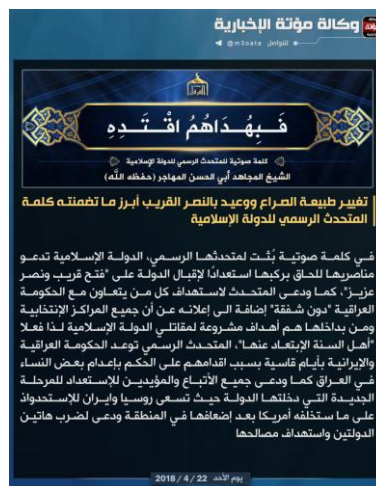 وكالة مؤتة الإخبارية
للتواصل @m3oata
فَبِهُدَاهُمُ اقْتَدِهِ
كلمة صوتية للمتحدث الرسمي للدولة الإسلامية
الشيخ المجاهد أبي الحسن المهاجر (حفظه الله)
تغيير طبيعة الصراع ووعيد بالنصر القريب أبرز ما تضمنته كلمة
المتحدث الرسمي للدولة الإسلامية
في كلمة صوتية بُثت لمتحدثها الرسمي، الدولة الإسلامية تدعو
مناصريها للحاق بركبها استعدادًا لإقبال الدولة على "فتح قريب ونصر
عزيز"، كما ودعى المتحدث لاستهداف كل من يتعاون مع الحكومة
العراقية "دون شفقة" إضافة الى إعلانه عن أن جميع المراكز الإنتخابية
ومن بداخلها هم أهداف مشروعة لمقاتلي الدولة الإسلامية لذا فعلا
"أهل السنة الإبتعاد عنها"، المتحدث الرسمي توعد الحكومة العراقية
والإيرانية بأيام قاسية بسبب اقدامهم على الحكم بإعدام بعض النساء
في العراق كما ودعى جميع الأتباع والمؤيديين للإستعداد للمرحلة
الجديدة التي دخلتها الدولة حيث تسعى روسيا وايران للإستحدواذ
على ما ستخلفه أمريكا بعد إضعافها في المنطقة ودعى لضرب هاتين
الدولتين واستهداف مصالحها
يوم الأحد 22 / 4 / 2018